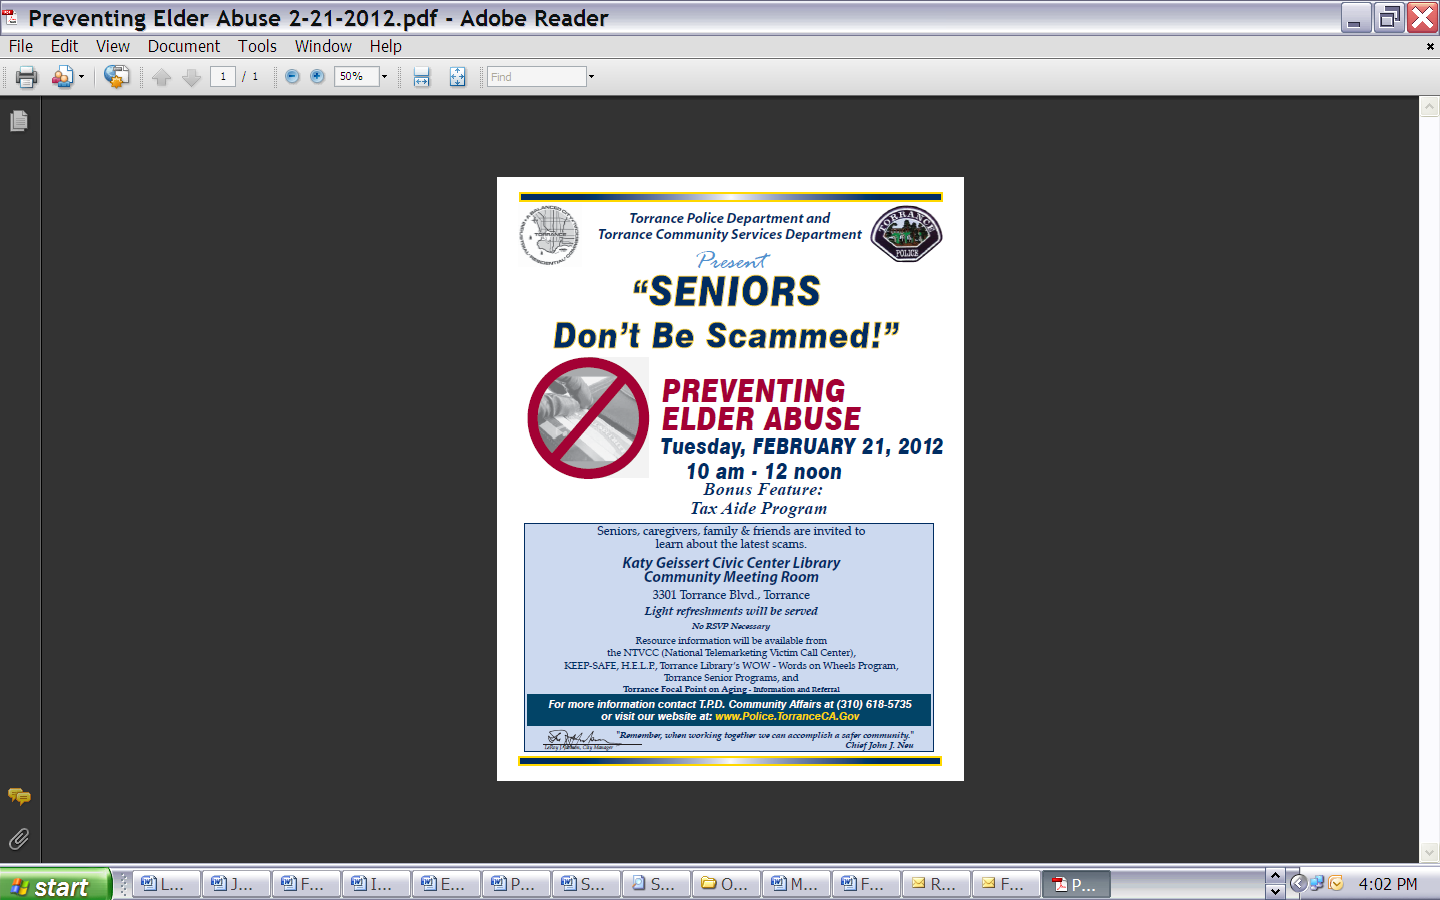 Preventing Elder Abuse 2-21-2012.pdf - Adobe Reader
File Edit View Document Tools Window Help
1 / 1 50% Find
Torrance Police Department and
Torrance Community Services Department
TORRANCE
TORRANCE
POLICE
Present
“SENIORS
Don’t Be Scammed!”
PREVENTING
ELDER ABUSE
Tuesday, FEBRUARY 21, 2012
10 am - 12 noon
Bonus Feature:
Tax Aide Program
Seniors, caregivers, family & friends are invited to
learn about the latest scams.
Katy Geissert Civic Center Library
Community Meeting Room
3301 Torrance Blvd., Torrance
Light refreshments will be served
No RSVP Necessary
Resource information will be available from
the NTVCC (National Telemarketing Victim Call Center),
KEEP-SAFE, H.E.L.P., Torrance Library’s WOW - Words on Wheels Program,
Torrance Senior Programs, and
Torrance Focal Point on Aging - Information and Referral
For more information contact T.P.D. Community Affairs at (310) 618-5735
or visit our website at: www.Police.TorranceCA.Gov
"Remember, when working together we can accomplish a safer community."
Chief John J. Neu
LeRoy J. City Manager
start L... J... F... I... E... P... S... S... O... M... F... R... F... P... 4:02 PM